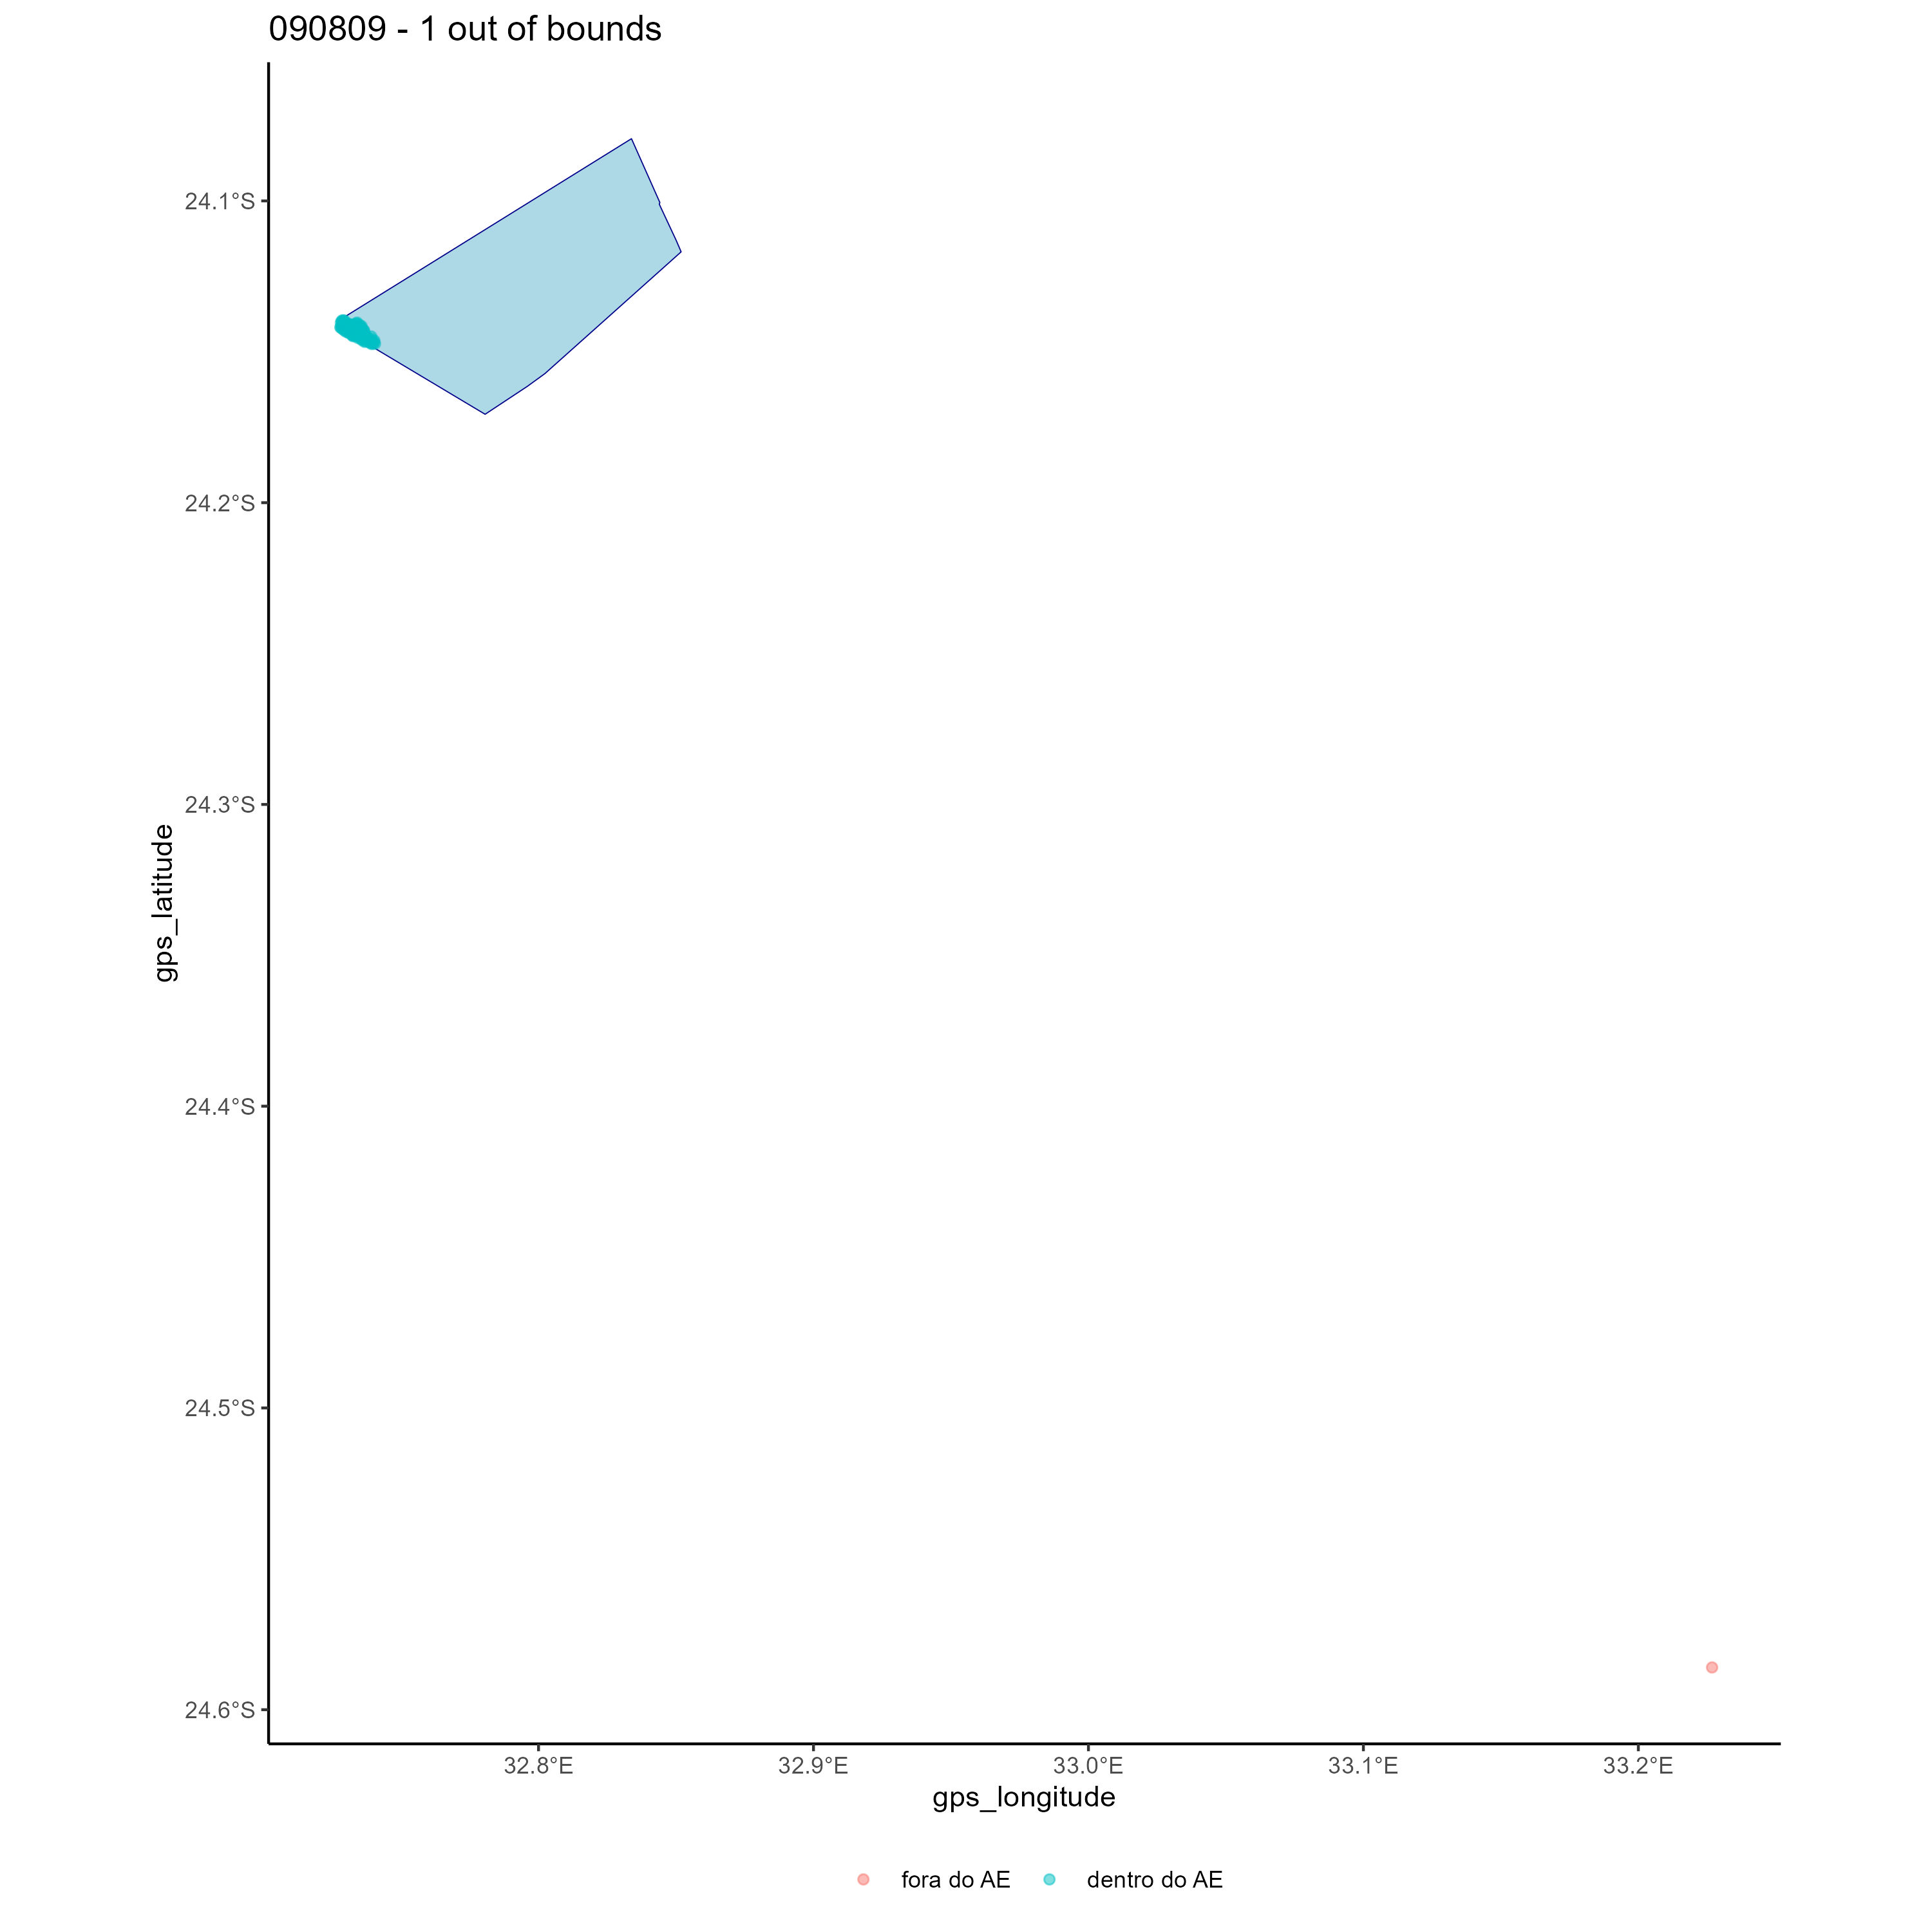 090809 - 1 out of bounds
24.1°S
24.2°S
24.3°S
24.4°S
24.5°S
24.6°S
gps_latitude
32.8°E 32.9°E 33.0°E 33.1°E 33.2°E
gps_longitude
fora do AE dentro do AE